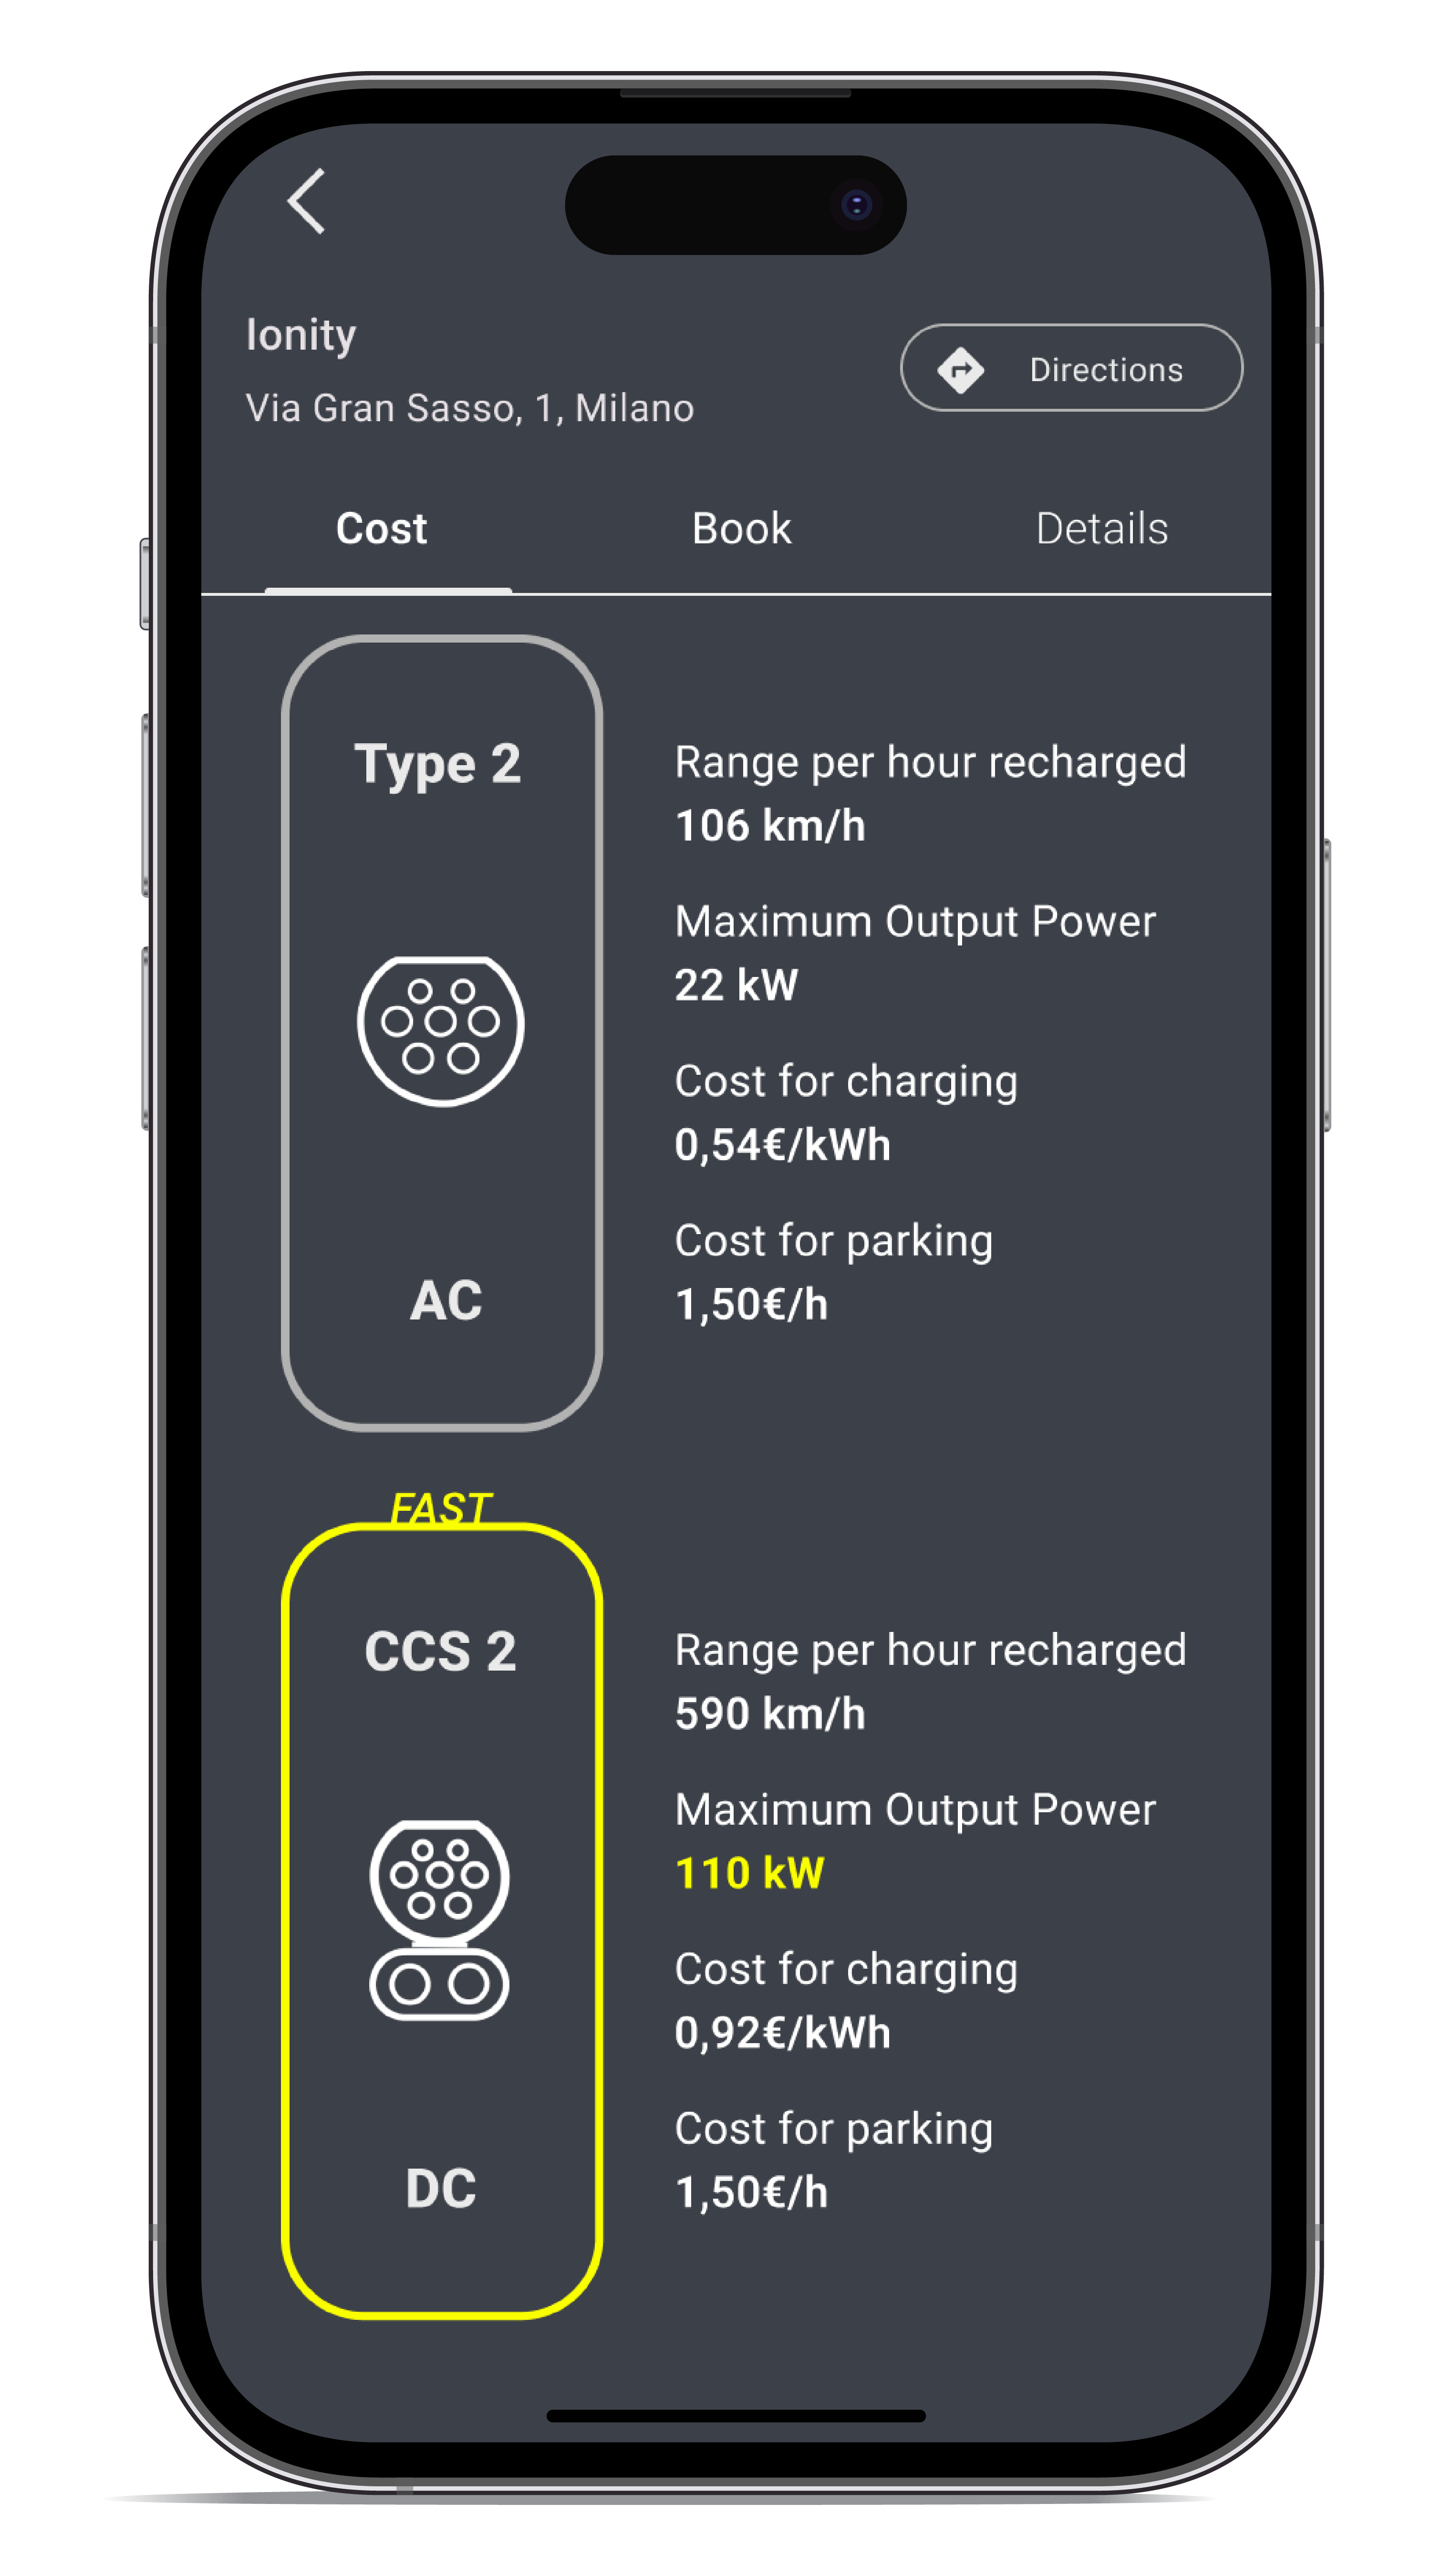 Ionity
Directions
Via Gran Sasso, 1, Milano
Cost Book Details
Type 2
Range per hour recharged
106 km/h
Maximum Output Power
22 kW
Cost for charging
0,54€/kWh
Cost for parking
1,50€/h
AC
FAST
CCS 2
Range per hour recharged
590 km/h
Maximum Output Power
110 kW
Cost for charging
0,92€/kWh
Cost for parking
1,50€/h
DC